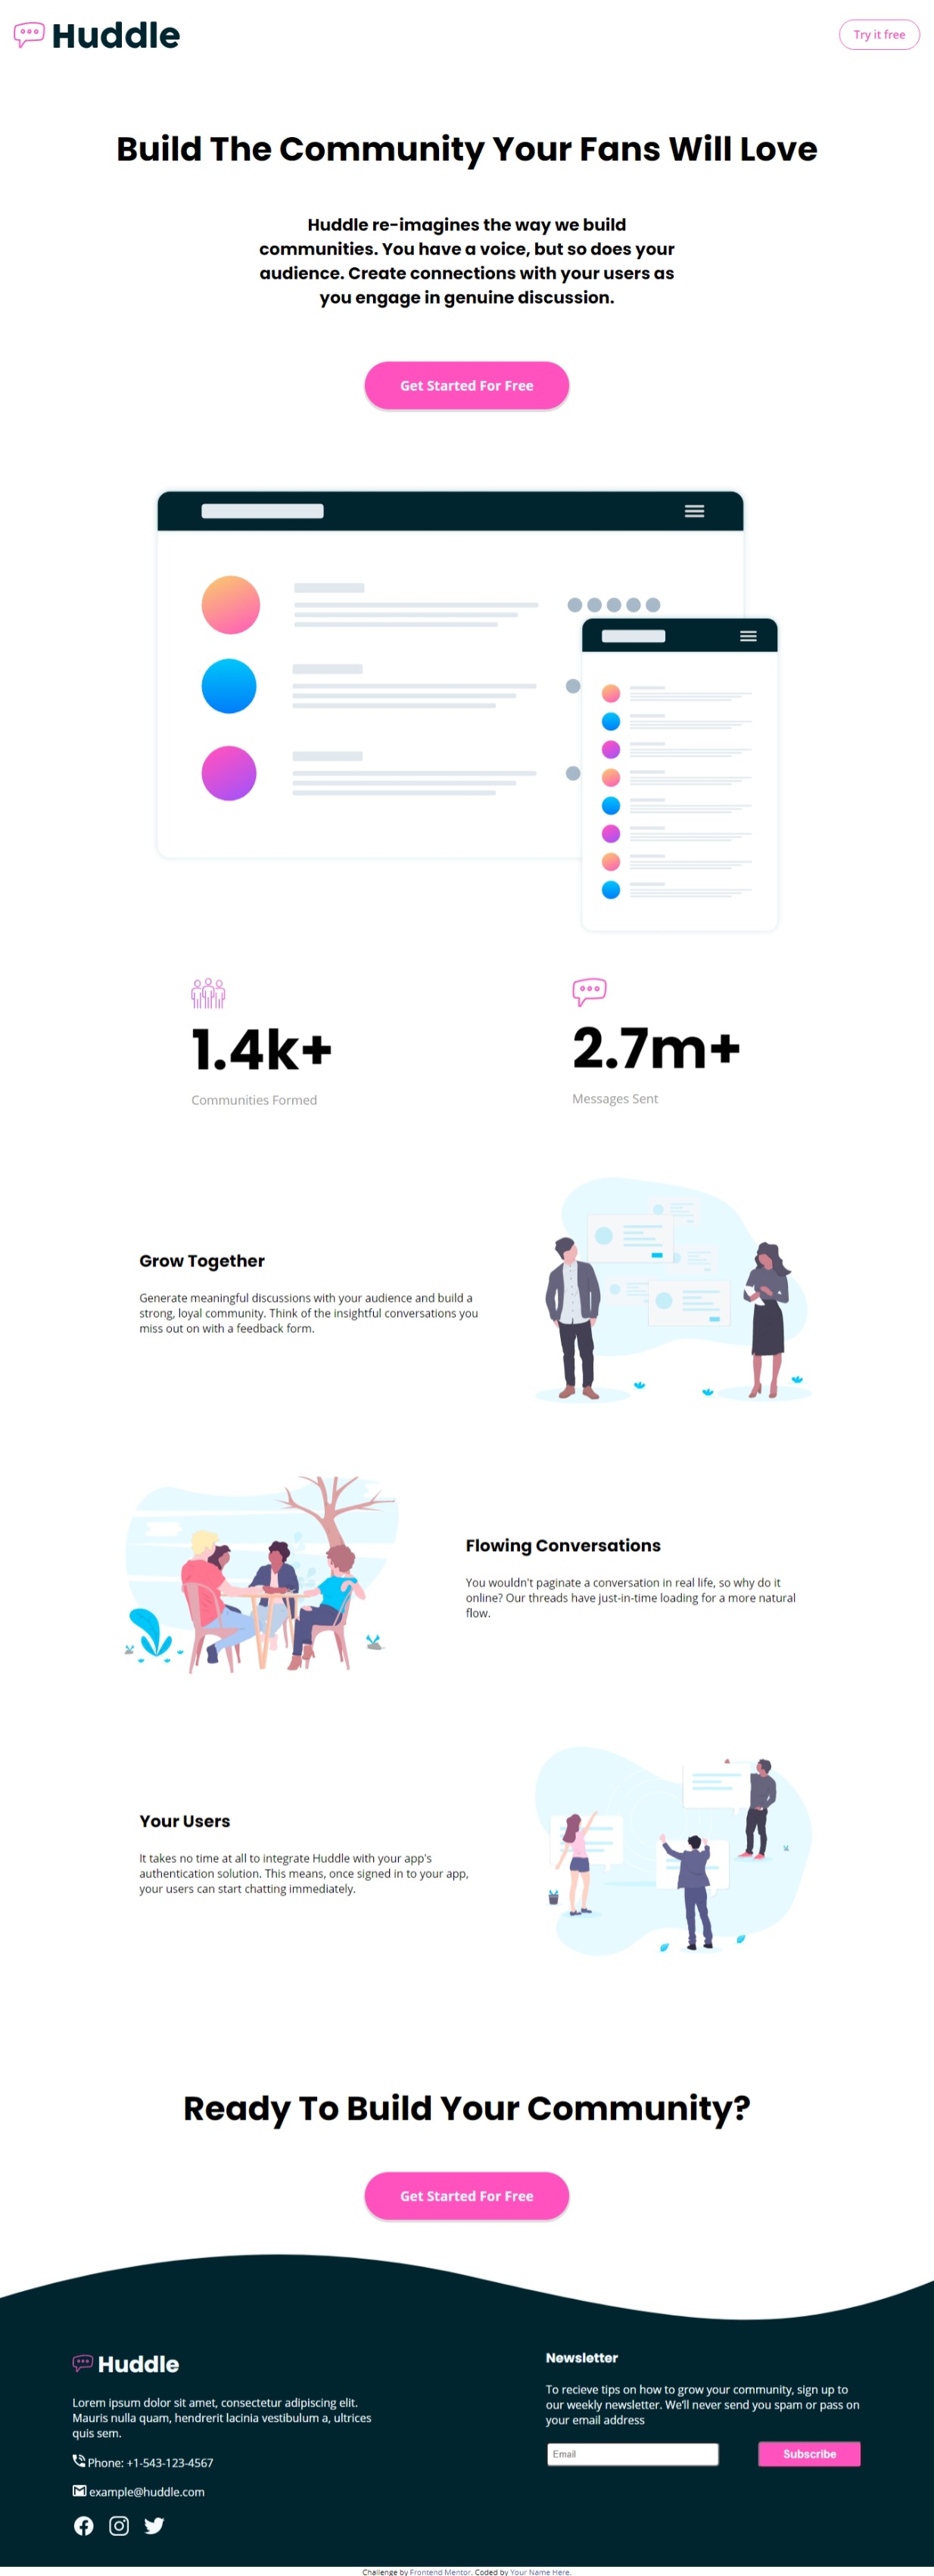 Huddle
Try it free
Build The Community Your Fans Will Love
Huddle re-imagines the way we build
communities. You have a voice, but so does your
audience. Create connections with your users as
you engage in genuine discussion.
Get Started For Free
1.4k+
Communities Formed
2.7m+
Messages Sent
Grow Together
Generate meaningful discussions with your audience and build a
strong, loyal community. Think of the insightful conversations you
miss out on with a feedback form.
Flowing Conversations
You wouldn't paginate a conversation in real life, so why do it
online? Our threads have just-in-time loading for a more natural
flow.
Your Users
It takes no time at all to integrate Huddle with your app's
authentication solution. This means, once signed in to your app,
your users can start chatting immediately.
Ready To Build Your Community?
Get Started For Free
Huddle
Lorem ipsum dolor sit amet, consectetur adipiscing elit.
Mauris nulla quam, hendrerit lacinia vestibulum a, ultrices
quis sem.
Phone: +1-543-123-4567
example@huddle.com
Newsletter
To recieve tips on how to grow your community, sign up to
our weekly newsletter. We'll never send you spam or pass on
your email address
Email
Subscribe
Challenge by Frontend Mentor. Coded by Your Name Here.